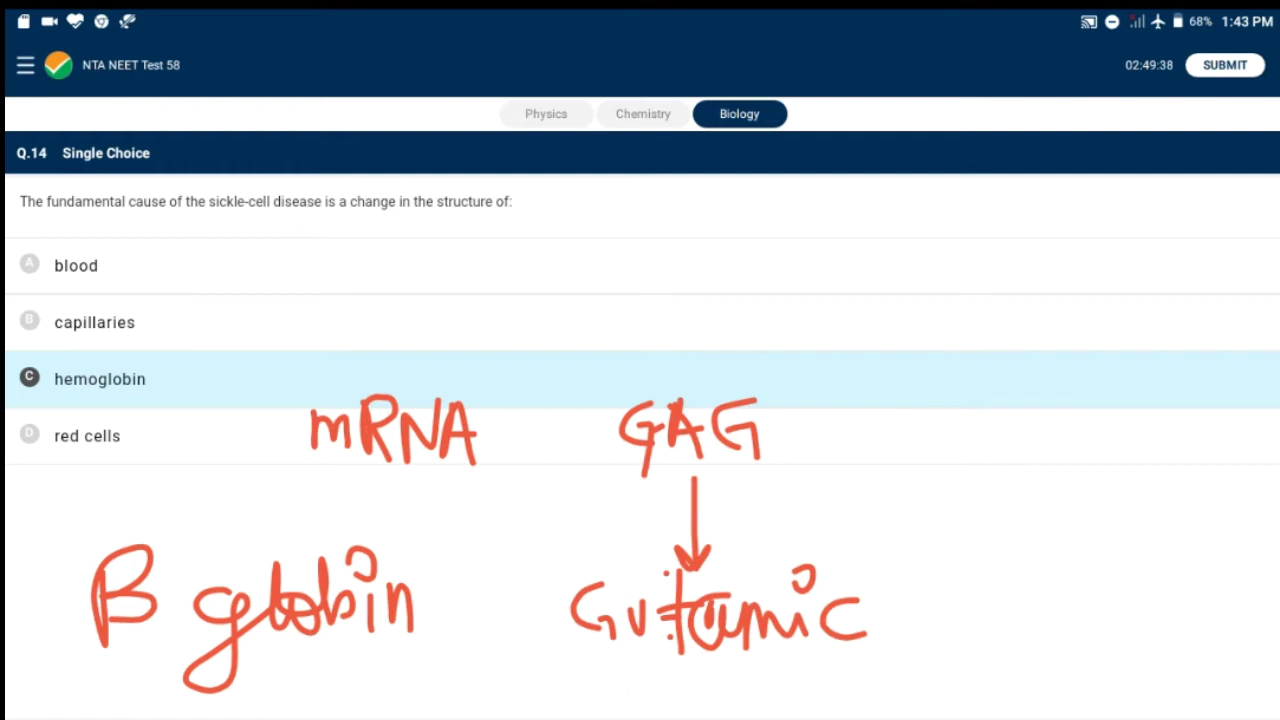 68% 1:43 PM
NTA NEET Test 58 02:49:38 SUBMIT
Physics Chemistry Biology
Q.14 Single Choice
The fundamental cause of the sickle-cell disease is a change in the structure of:
A blood
B capillaries
C hemoglobin
D red cells
mRNA GAG
B globin Gutamic